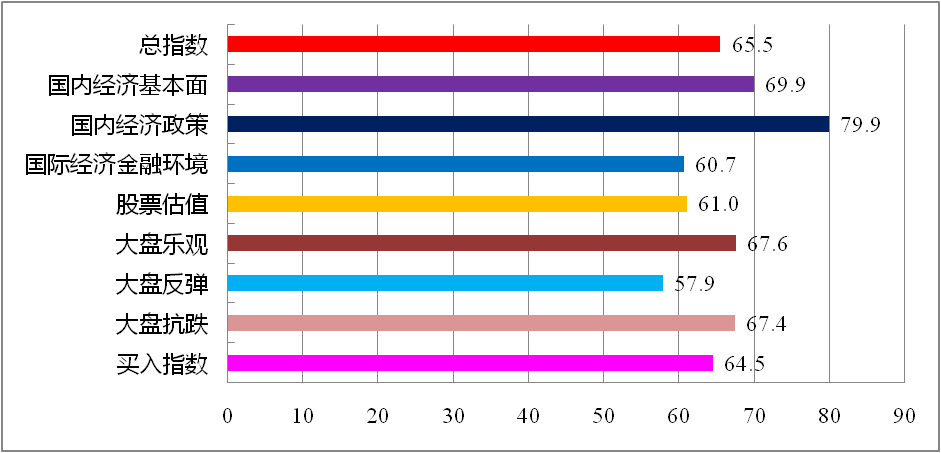 总指数 65.5
国内经济基本面 69.9
国内经济政策 79.9
国际经济金融环境 60.7
股票估值 61.0
大盘乐观 67.6
大盘反弹 57.9
大盘抗跌 67.4
买入指数 64.5
0 10 20 30 40 50 60 70 80 90